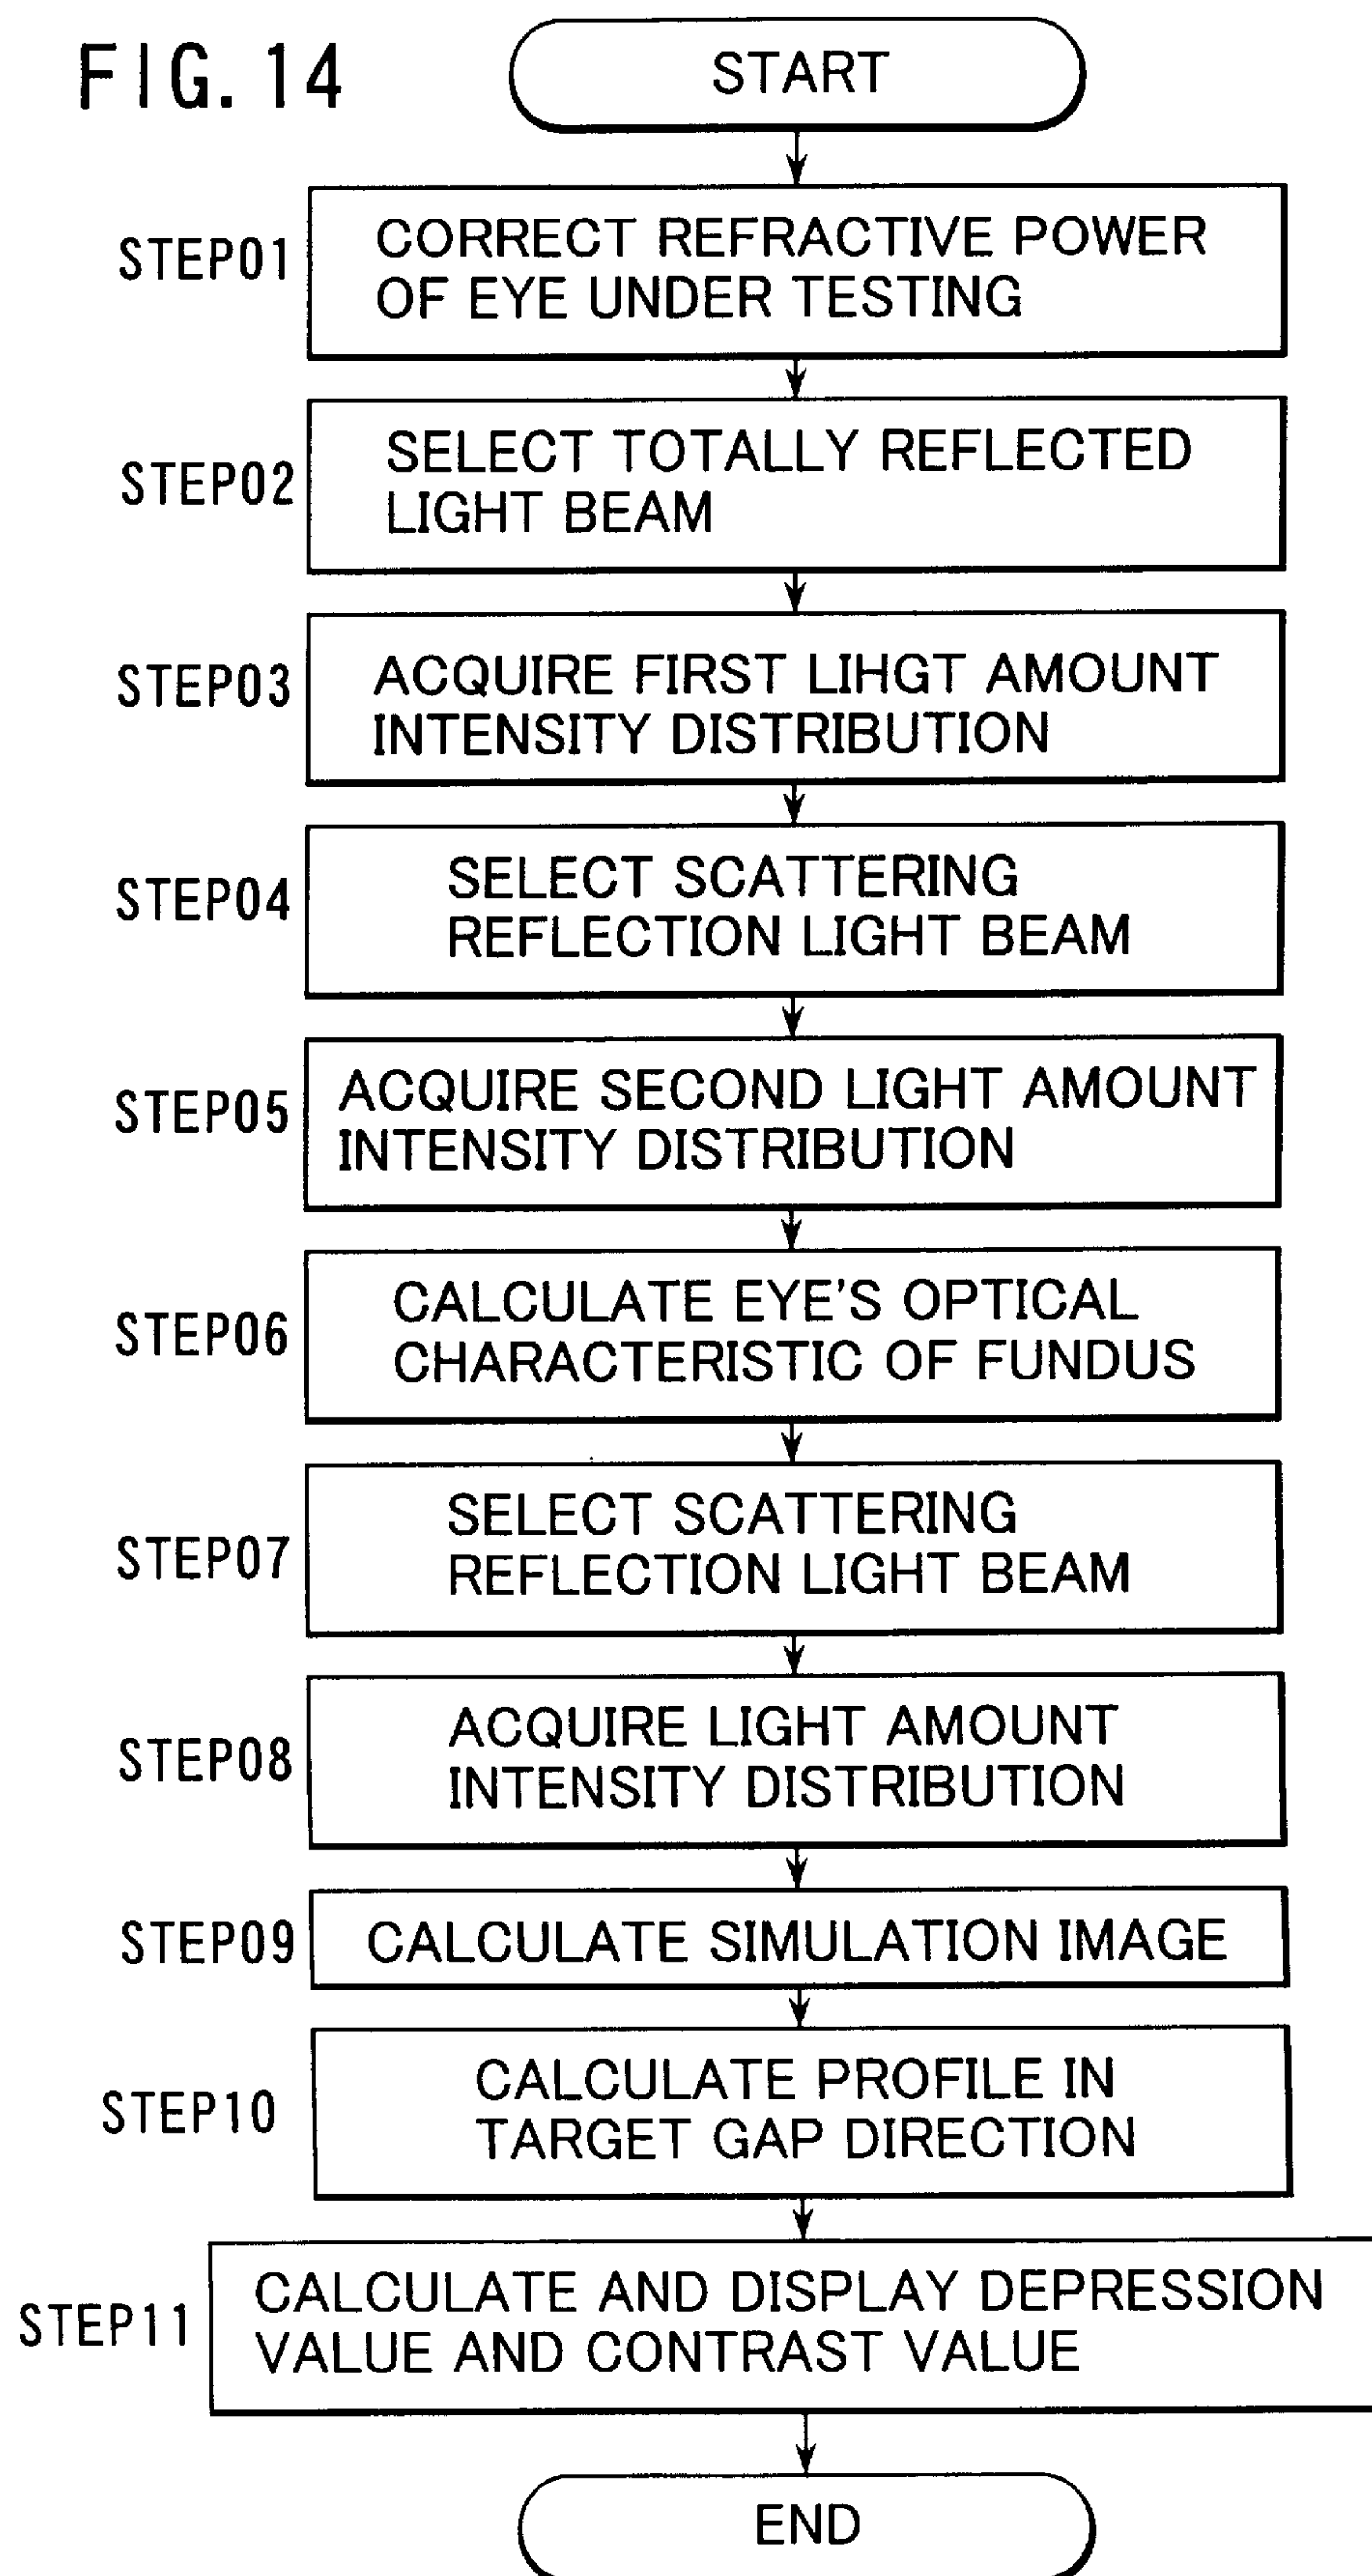 FIG. 14
START
STEP01
CORRECT REFRACTIVE POWER
OF EYE UNDER TESTING
STEP02
SELECT TOTALLY REFLECTED
LIGHT BEAM
STEP03
ACQUIRE FIRST LIHGT AMOUNT
INTENSITY DISTRIBUTION
STEP04
SELECT SCATTERING
REFLECTION LIGHT BEAM
STEP05
ACQUIRE SECOND LIGHT AMOUNT
INTENSITY DISTRIBUTION
STEP06
CALCULATE EYE'S OPTICAL
CHARACTERISTIC OF FUNDUS
STEP07
SELECT SCATTERING
REFLECTION LIGHT BEAM
STEP08
ACQUIRE LIGHT AMOUNT
INTENSITY DISTRIBUTION
STEP09
CALCULATE SIMULATION IMAGE
STEP10
CALCULATE PROFILE IN
TARGET GAP DIRECTION
STEP11
CALCULATE AND DISPLAY DEPRESSION
VALUE AND CONTRAST VALUE
END